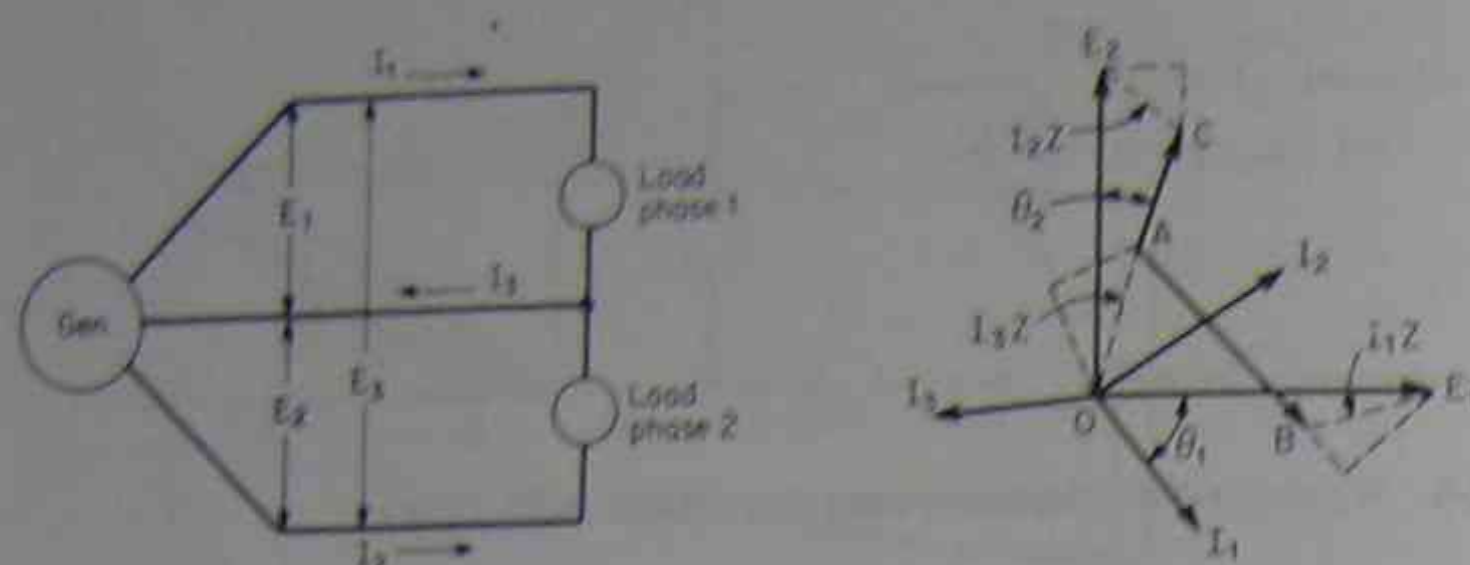 I₁
E₁
Load
phase 1
I₃
Gen
E₃
E₂
Load
phase 2
I₂
E₂
I₂Z
C
θ₂
A
I₂
I₃Z
I₁Z
I₃
O
θ₁
B
E
I₁